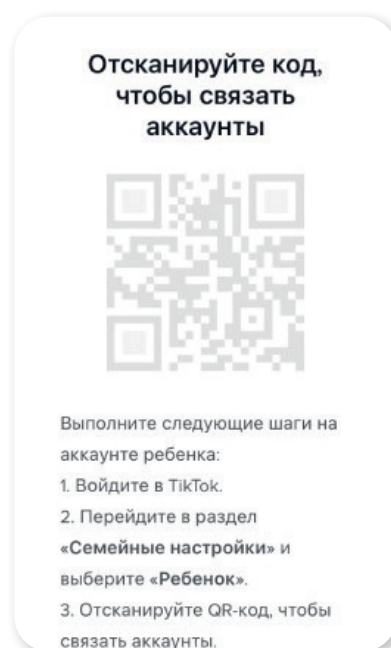 Отсканируйте код,
чтобы связать
аккаунты
Выполните следующие шаги на
аккаунте ребенка:
1. Войдите в TikTok.
2. Перейдите в раздел
«Семейные настройки» и
выберите «Ребенок».
3. Отсканируйте QR-код, чтобы
связать аккаунты.